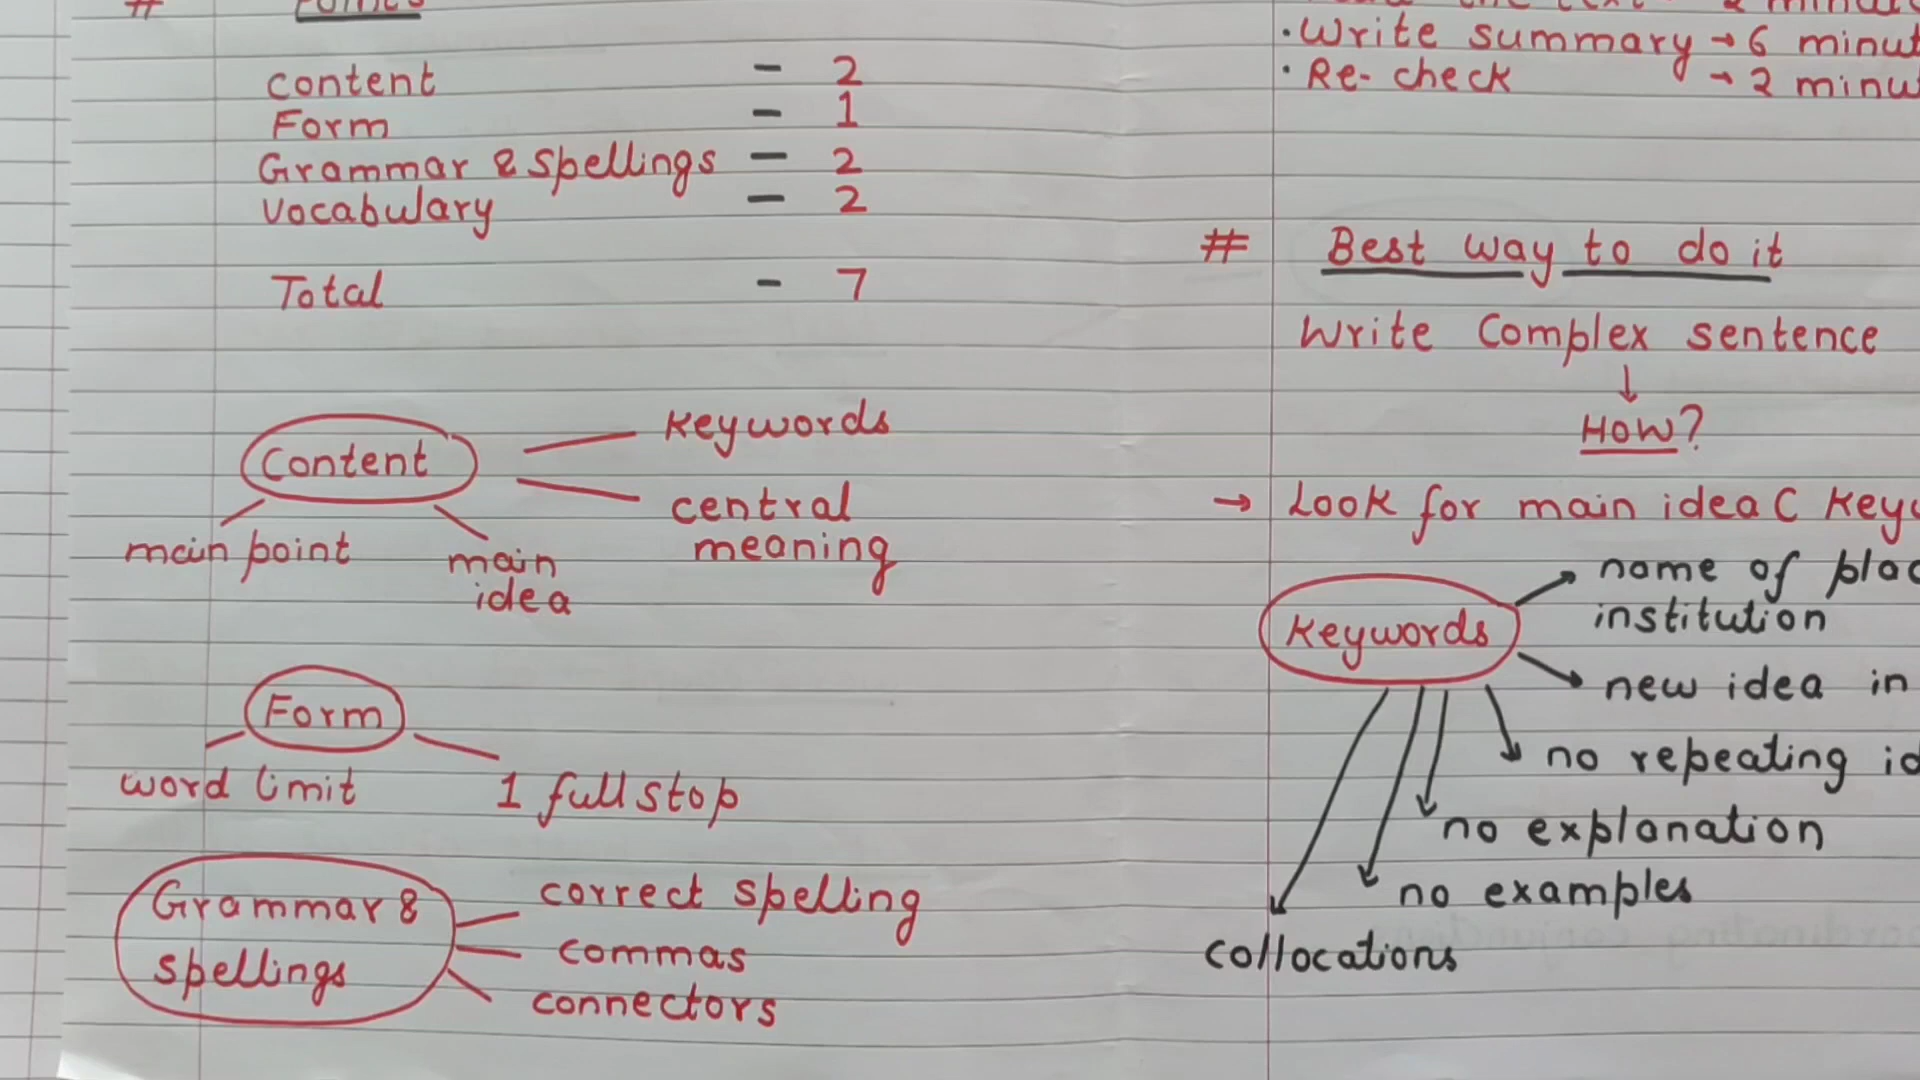 #
Points
content - 2
Form - 1
Grammar & spellings - 2
vocabulary - 2
Total - 7
Content
keywords
central
meaning
main point
main
idea
Form
word limit
1 full stop
Grammar &
spellings
correct spelling
commas
connectors
• Write summary → 6
• Re-check → 2
# Best way to do it
Write Complex sentence
↓
How?
→ Look for main idea (
Keywords
name of
institution
new idea in
no repeating
no explanation
no examples
collocations